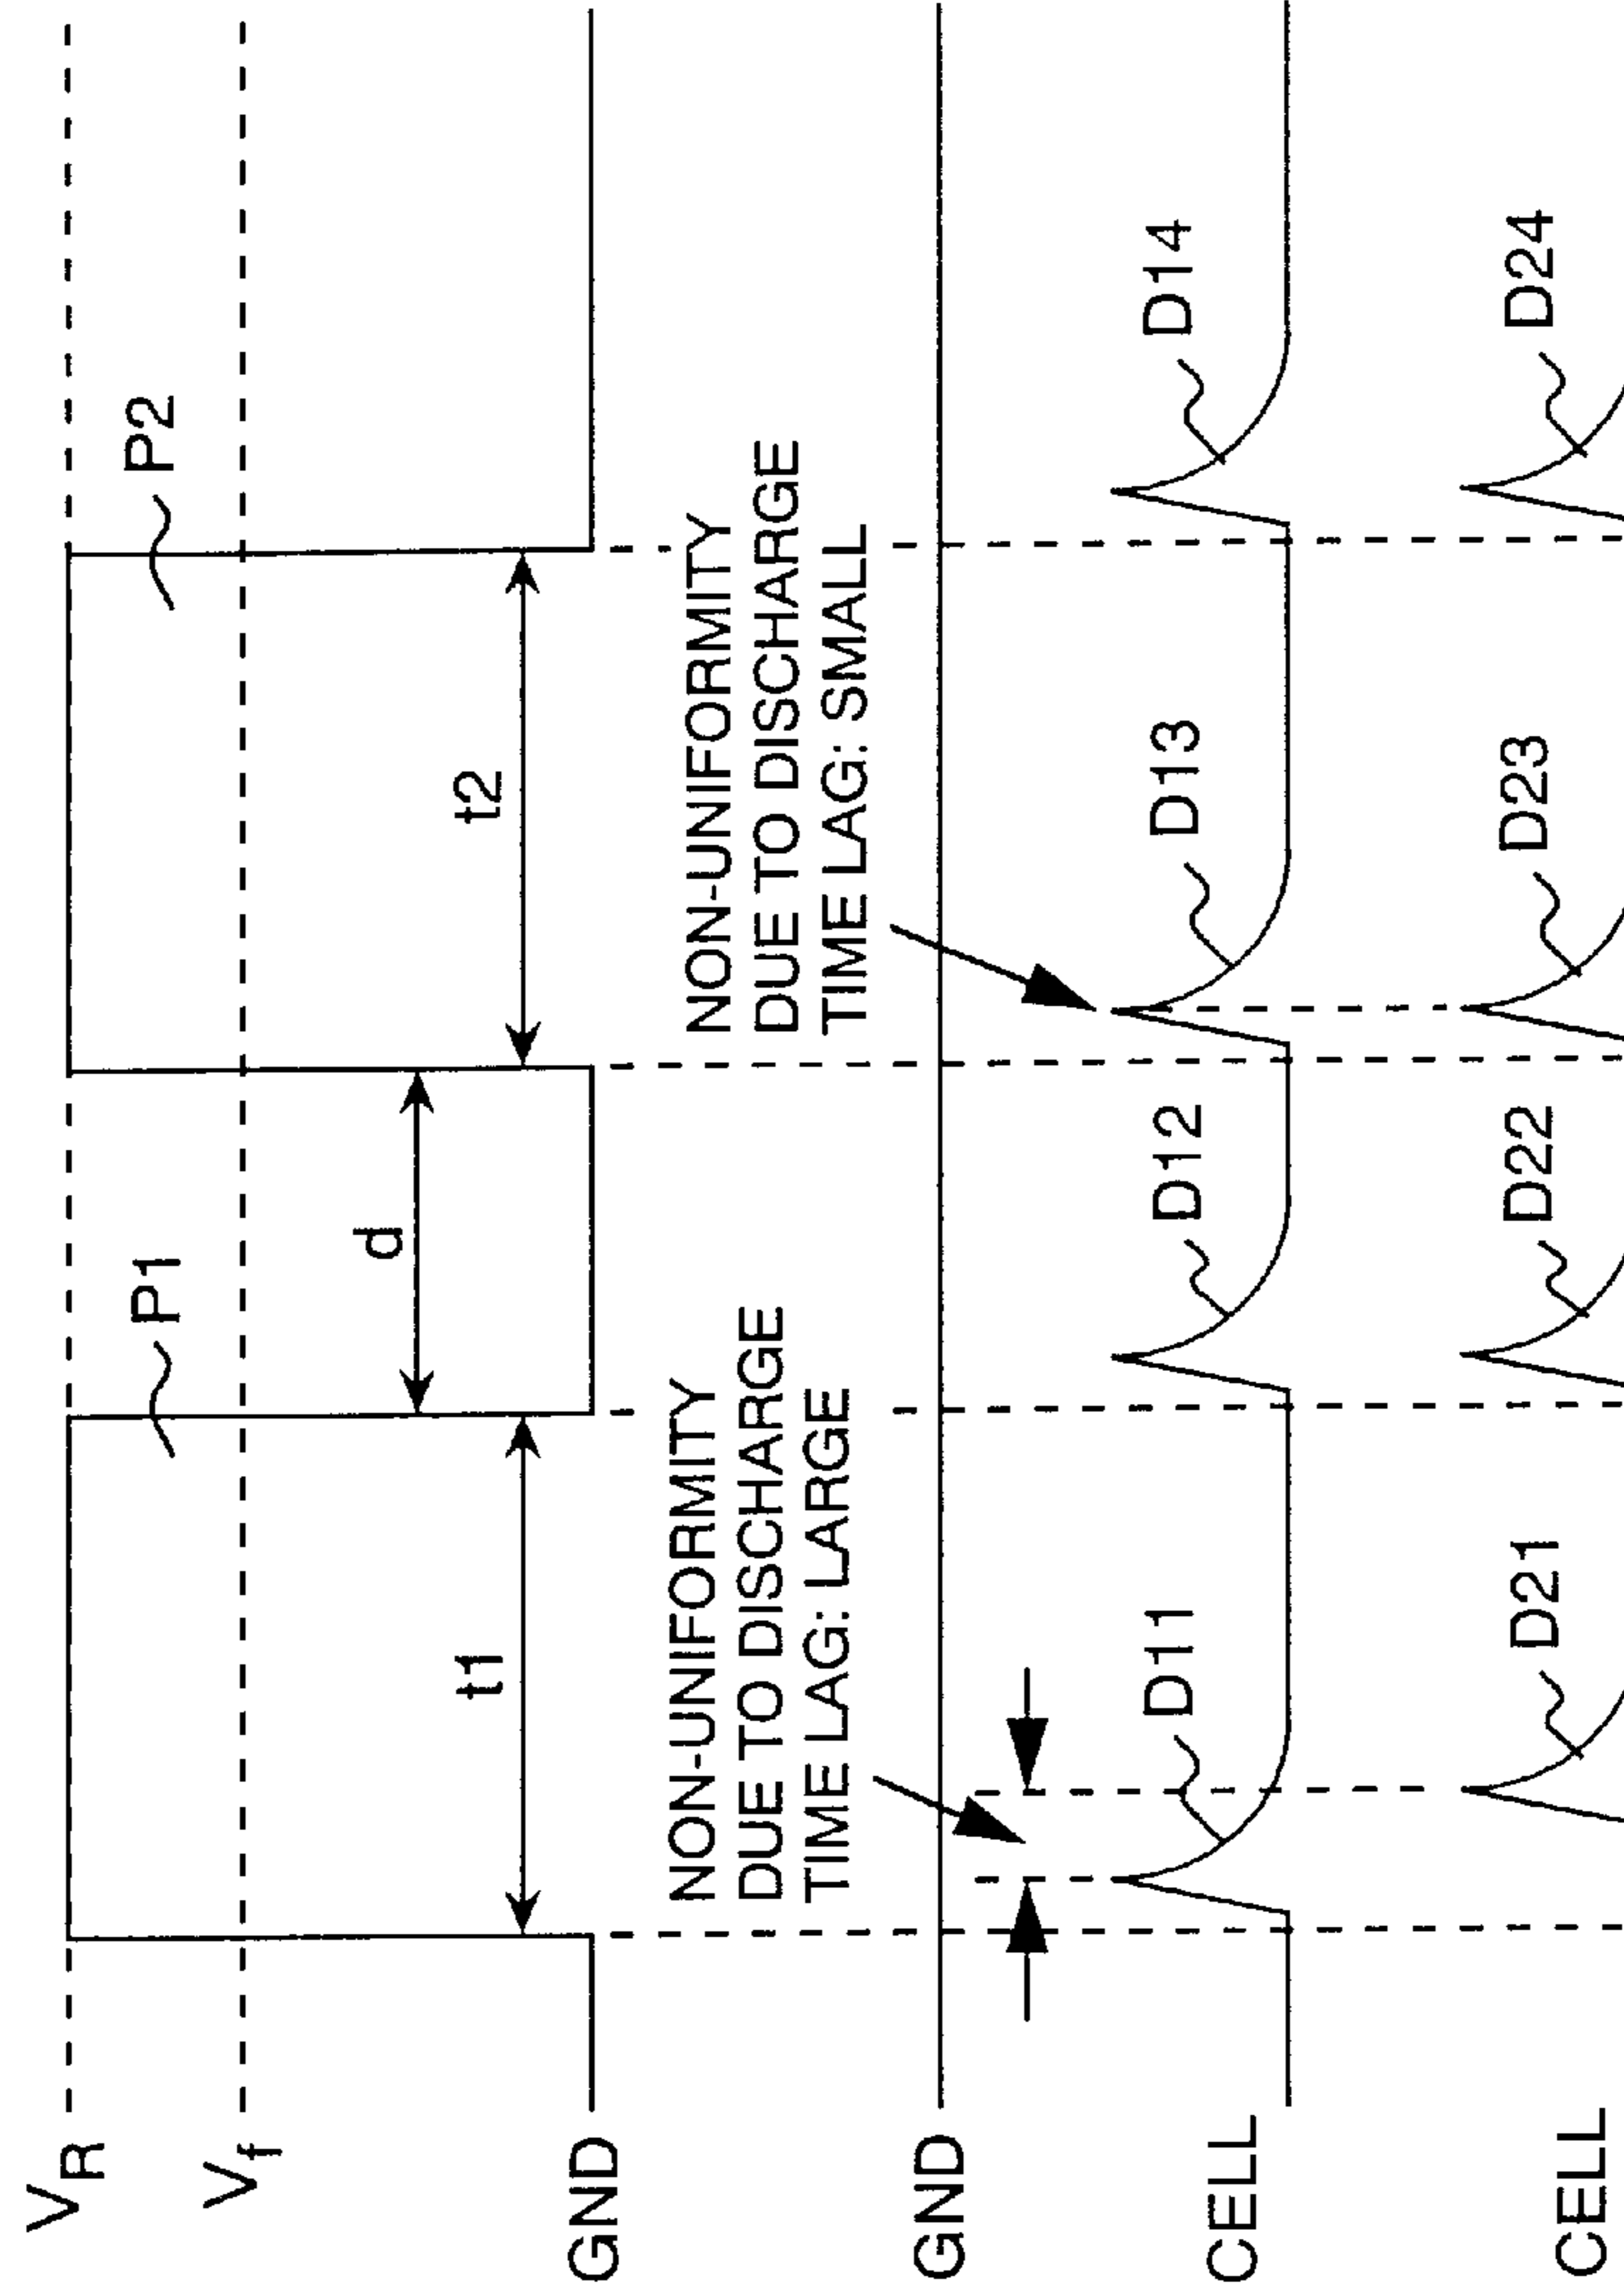 V_R
P1
P2
V_f
d
t1
t2
GND
NON-UNIFORMITY
DUE TO DISCHARGE
TIME LAG: LARGE
NON-UNIFORMITY
DUE TO DISCHARGE
TIME LAG: SMALL
GND
CELL
D11
D12
D13
D14
CELL
D21
D22
D23
D24